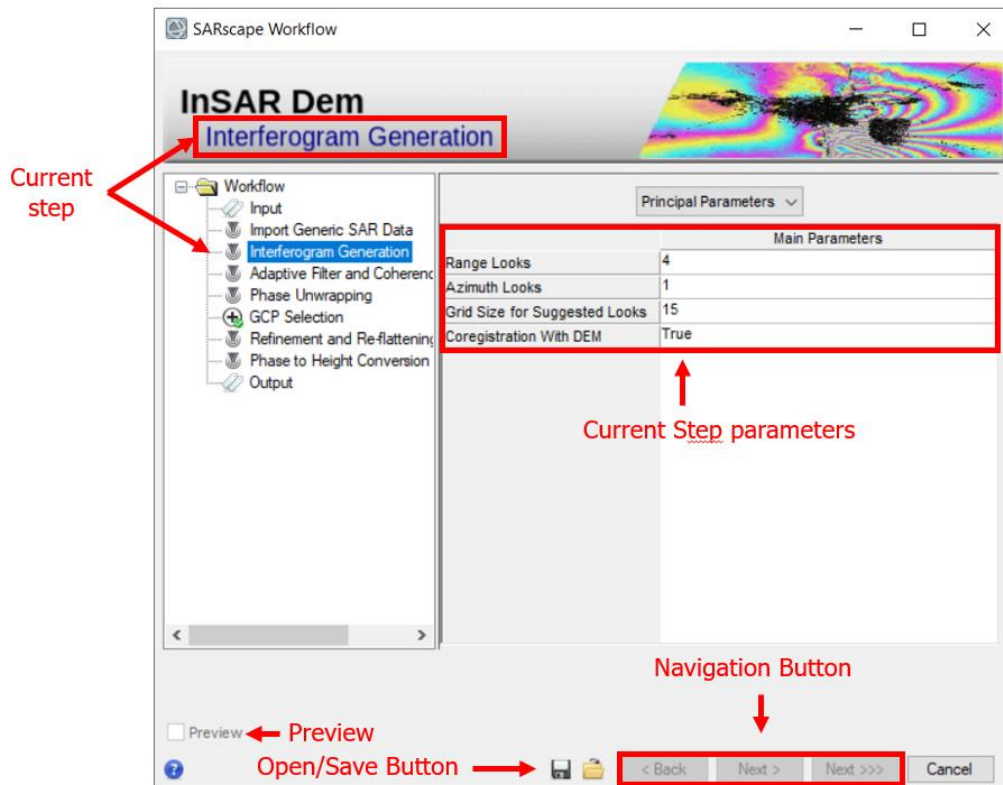 SARscape Workflow
InSAR Dem
Interferogram Generation
Current
step
Workflow
Input
Import Generic SAR Data
Interferogram Generation
Adaptive Filter and Coherenc
Phase Unwrapping
GCP Selection
Refinement and Re-flattening
Phase to Height Conversion
Output
Principal Parameters
Main Parameters
Range Looks 4
Azimuth Looks 1
Grid Size for Suggested Looks 15
Coregistration With DEM True
Current Step parameters
Navigation Button
Preview Preview
Open/Save Button
< Back Next > Next >>> Cancel